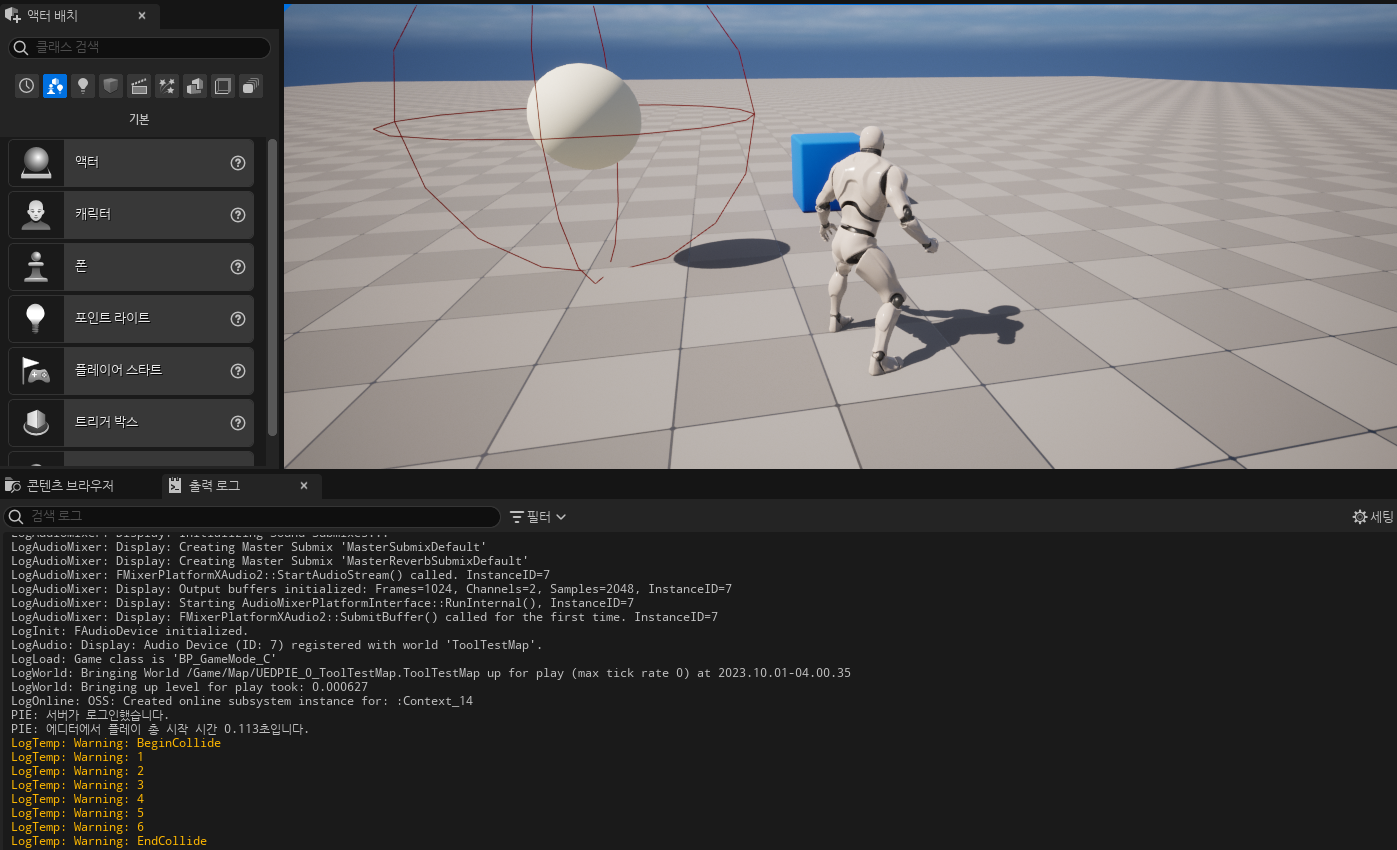 액터 배치
클래스 검색
기본
액터
캐릭터
폰
포인트 라이트
플레이어 스타트
트리거 박스
콘텐츠 브라우저
출력 로그
검색 로그
필터
세팅
LogAudioMixer: Display: Initializing Sound Submixes...
LogAudioMixer: Display: Creating Master Submix 'MasterSubmixDefault'
LogAudioMixer: Display: Creating Master Submix 'MasterReverbSubmixDefault'
LogAudioMixer: FMixerPlatformXAudio2::StartAudioStream() called. InstanceID=7
LogAudioMixer: Display: Output buffers initialized: Frames=1024, Channels=2, Samples=2048, InstanceID=7
LogAudioMixer: Display: Starting AudioMixerPlatformInterface::RunInternal(), InstanceID=7
LogAudioMixer: Display: FMixerPlatformXAudio2::SubmitBuffer() called for the first time. InstanceID=7
LogInit: FAudioDevice initialized.
LogAudio: Display: Audio Device (ID: 7) registered with world 'ToolTestMap'.
LogLoad: Game class is 'BP_GameMode_C'
LogWorld: Bringing World /Game/Map/UEDPIE_0_ToolTestMap.ToolTestMap up for play (max tick rate 0) at 2023.10.01-04.00.35
LogWorld: Bringing up level for play took: 0.000627
LogOnline: OSS: Created online subsystem instance for: :Context_14
PIE: 서버가 로그인했습니다.
PIE: 에디터에서 플레이 총 시작 시간 0.113초입니다.
LogTemp: Warning: BeginCollide
LogTemp: Warning: 1
LogTemp: Warning: 2
LogTemp: Warning: 3
LogTemp: Warning: 4
LogTemp: Warning: 5
LogTemp: Warning: 6
LogTemp: Warning: EndCollide